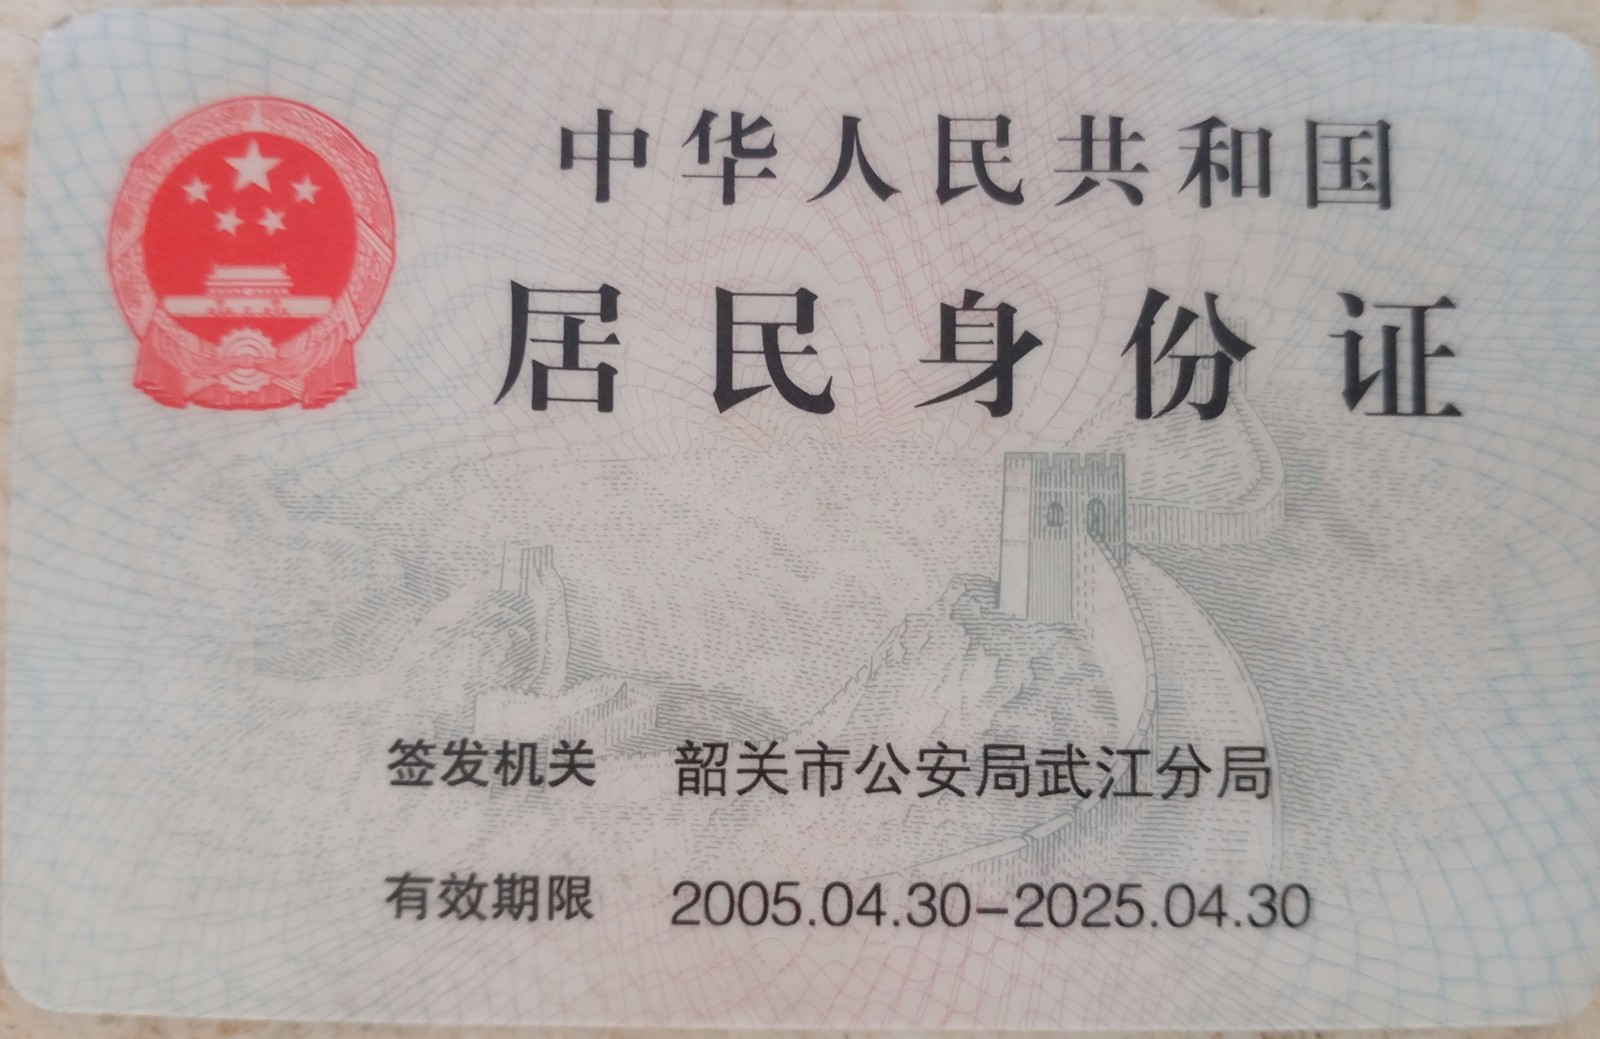 中华人民共和国
居民身份证
签发机关 韶关市公安局武江分局
有效期限 2005.04.30-2025.04.30